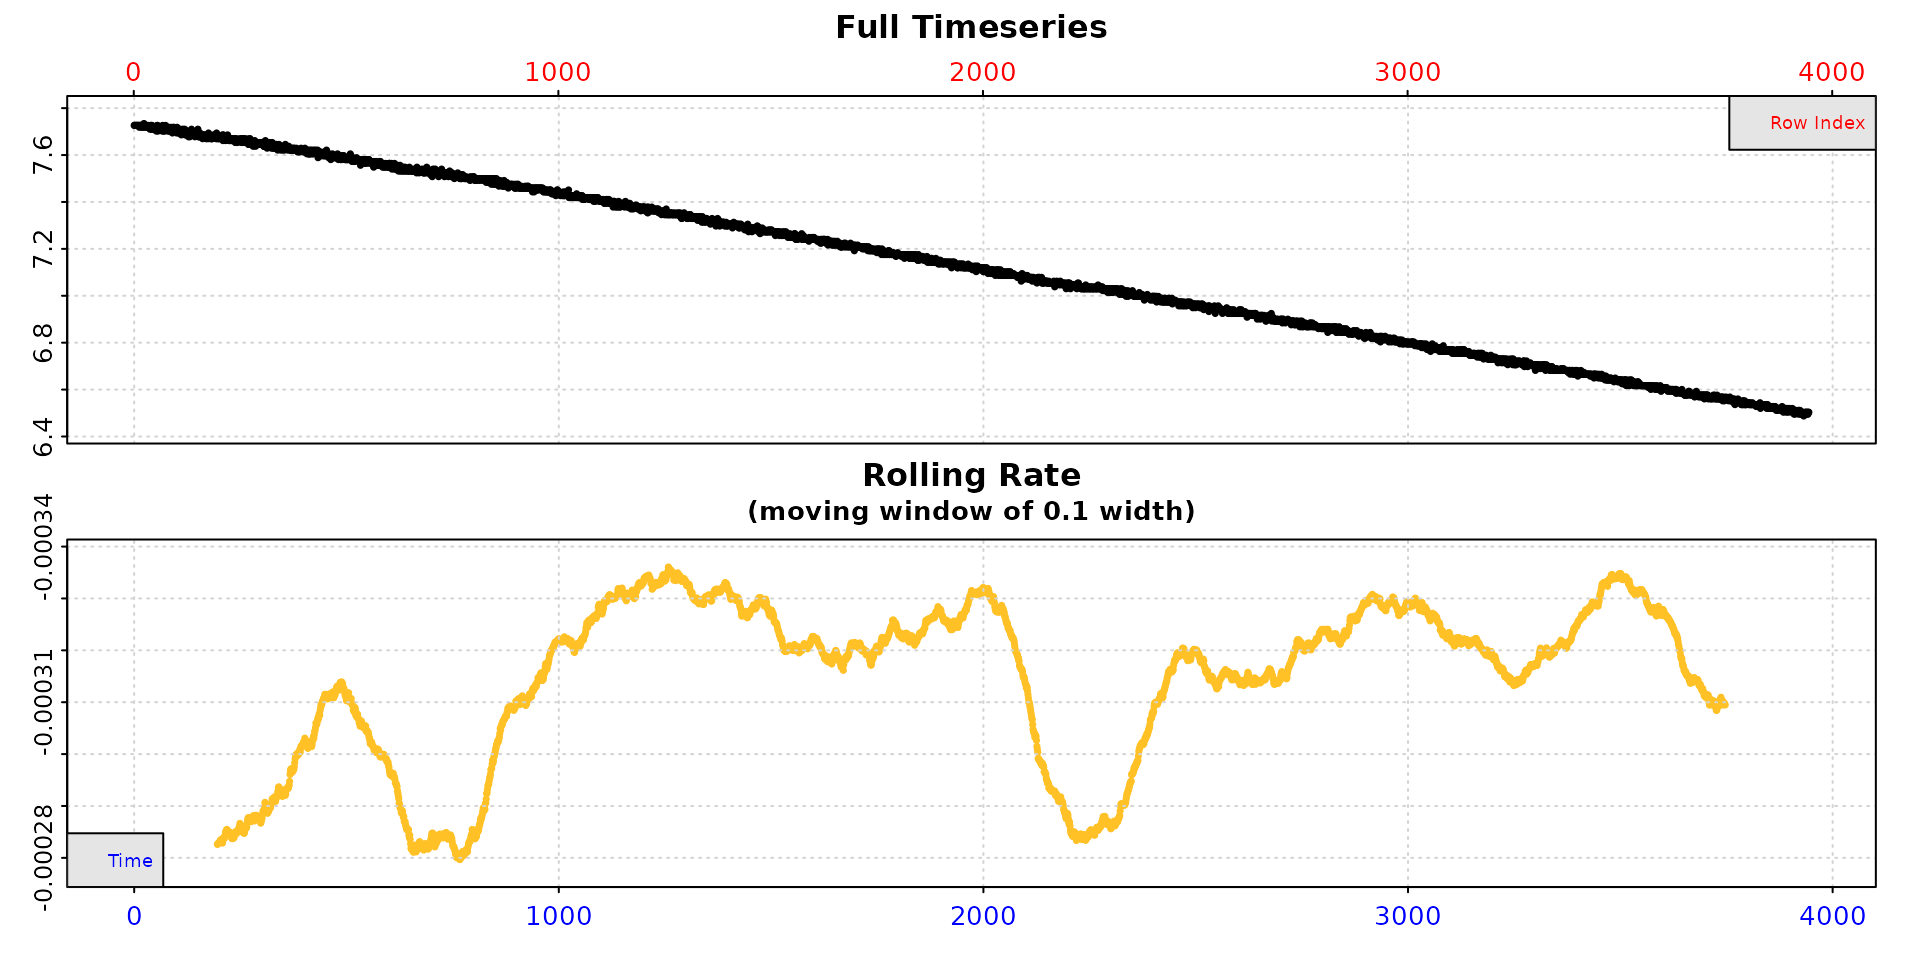 Full Timeseries
0 1000 2000 3000 4000
Row Index
7.6
7.2
6.8
6.4
Rolling Rate
(moving window of 0.1 width)
-0.00034
-0.00031
-0.00028
Time
0 1000 2000 3000 4000